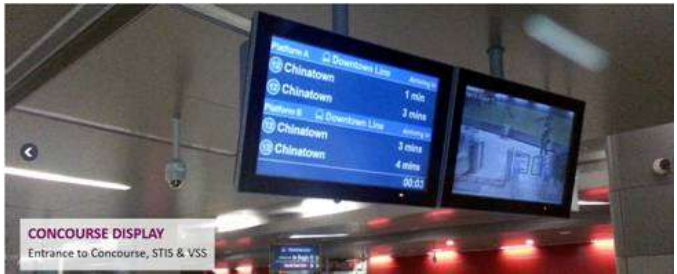 Platform A Downtown Line Arriving in
12 Chinatown 1 min
12 Chinatown 3 mins
Platform B Downtown Line Arriving in
12 Chinatown 3 mins
12 Chinatown 4 mins
00:03
CONCOURSE DISPLAY
Entrance to Concourse, STIS & VSS